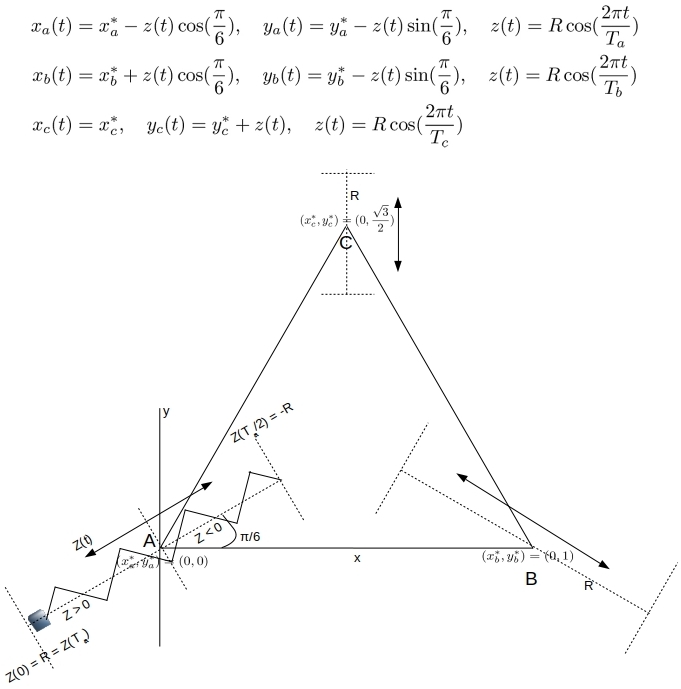 x_a(t) = x_a^* − z(t) cos(π/6), y_a(t) = y_a^* − z(t) sin(π/6), z(t) = R cos(2πt/T_a)
x_b(t) = x_b^* + z(t) cos(π/6), y_b(t) = y_b^* − z(t) sin(π/6), z(t) = R cos(2πt/T_b)
x_c(t) = x_c^*, y_c(t) = y_c^* + z(t), z(t) = R cos(2πt/T_c)
R
(x_c^*, y_c^*) = (0, √3/2)
C
y
Z(T_a/2) = -R
Z(t)
A
Z < 0
π/6
(x_a^*, y_a^*) = (0, 0)
x
(x_b^*, y_b^*) = (0, 1)
B
R
Z > 0
Z(0) = R = Z(T_a)